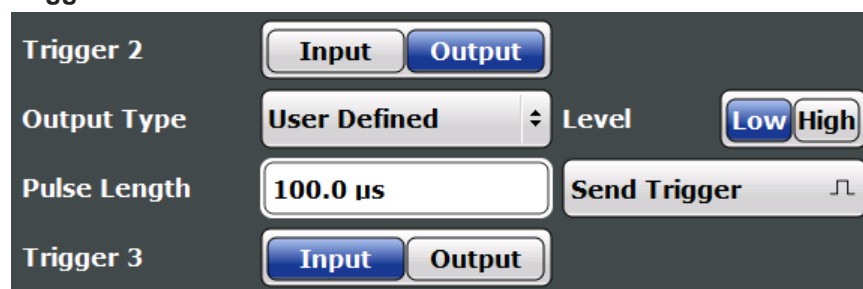 Trigger 2 Input Output
Output Type User Defined Level Low High
Pulse Length 100.0 µs Send Trigger
Trigger 3 Input Output